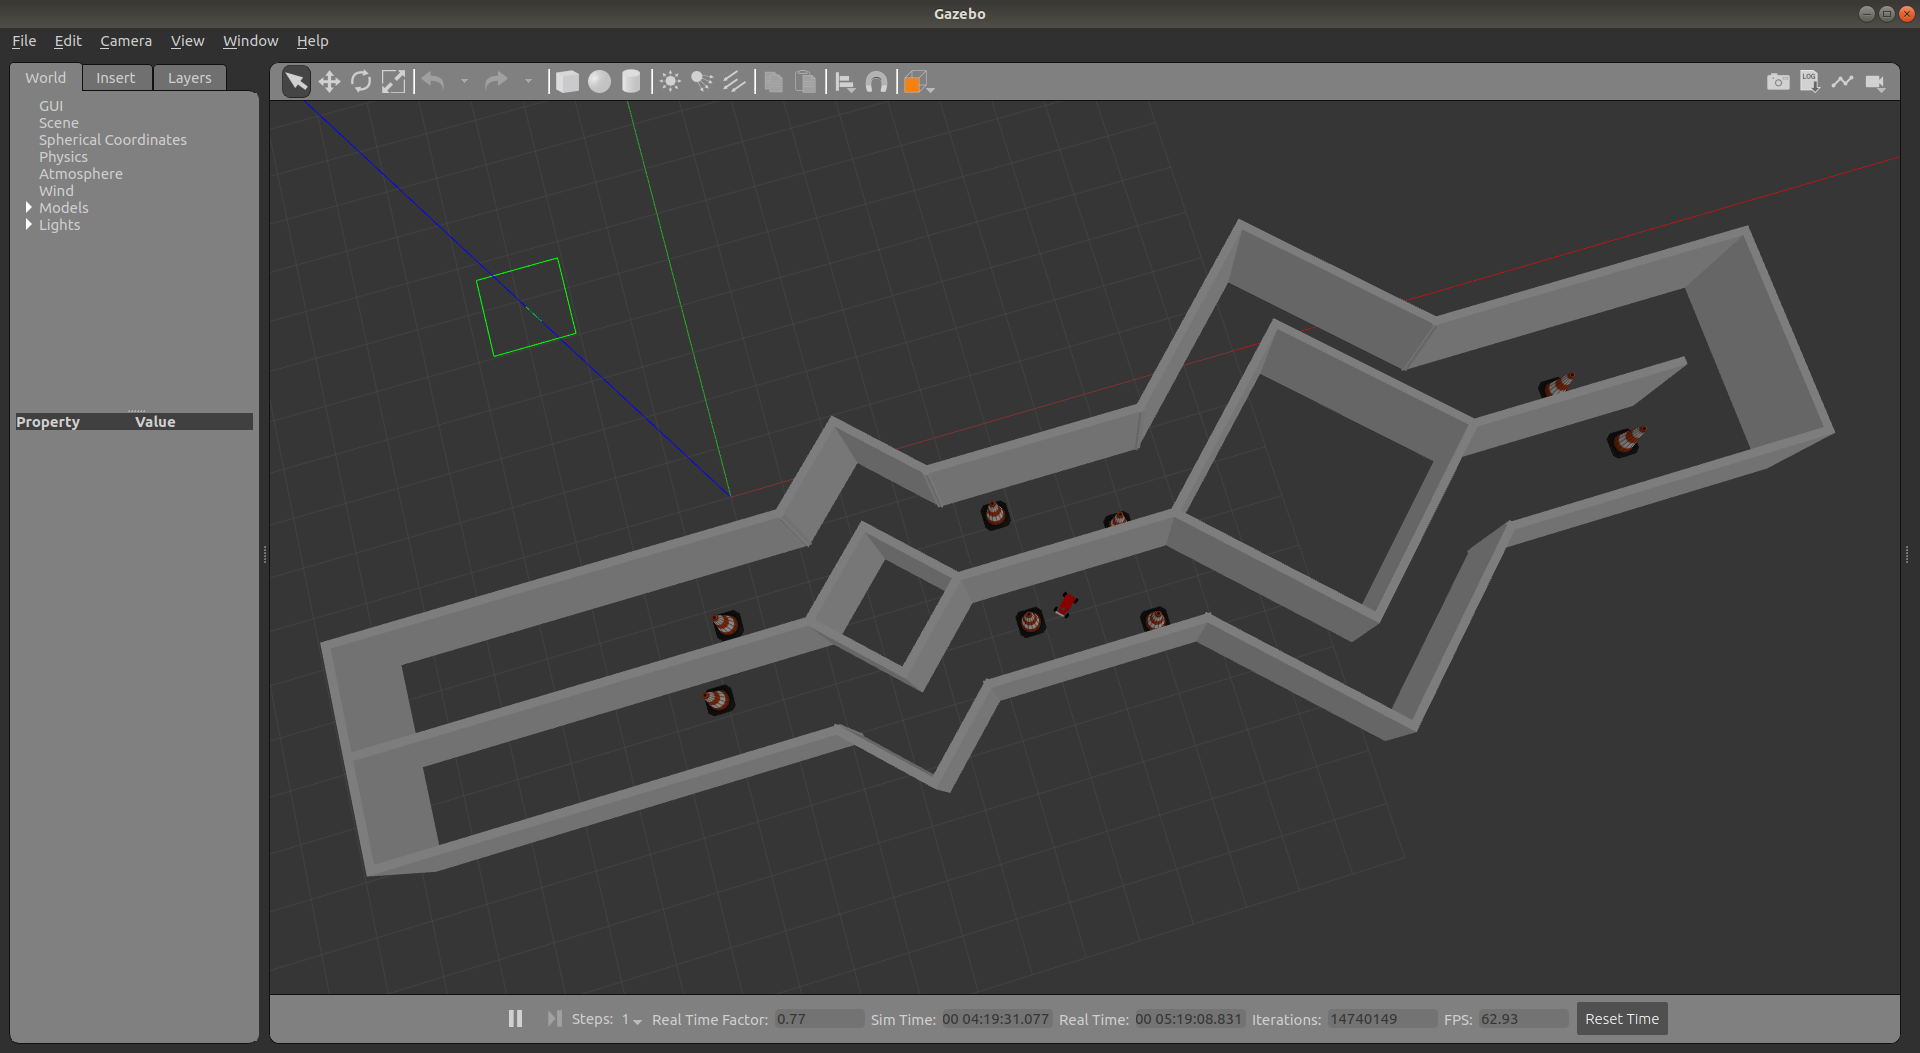 Gazebo
File Edit Camera View Window Help
World Insert Layers
LOG
GUI
Scene
Spherical Coordinates
Physics
Atmosphere
Wind
Models
Lights
Property Value
Steps: 1 Real Time Factor: 0.77 Sim Time: 00 04:19:31.077 Real Time: 00 05:19:08.831 Iterations: 14740149 FPS: 62.93 Reset Time